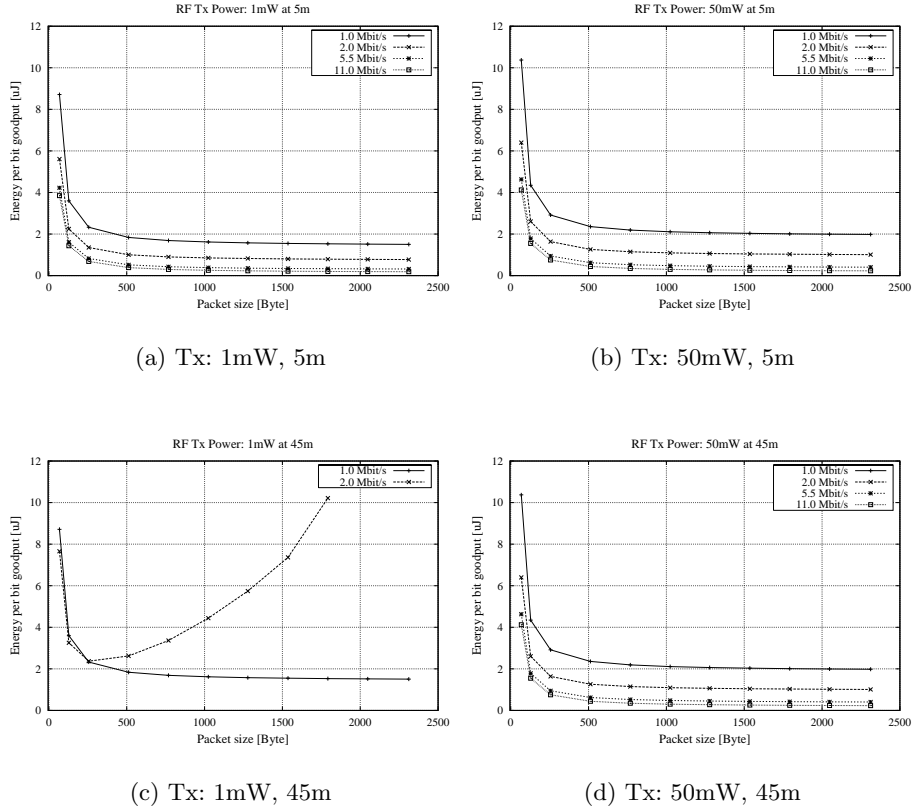 RF Tx Power: 1mW at 5m
12
10
8
6
4
2
0
Energy per bit goodput [uJ]
1.0 Mbit/s
2.0 Mbit/s
5.5 Mbit/s
11.0 Mbit/s
0 500 1000 1500 2000 2500
Packet size [Byte]
(a) Tx: 1mW, 5m
RF Tx Power: 50mW at 5m
12
10
8
6
4
2
0
Energy per bit goodput [uJ]
1.0 Mbit/s
2.0 Mbit/s
5.5 Mbit/s
11.0 Mbit/s
0 500 1000 1500 2000 2500
Packet size [Byte]
(b) Tx: 50mW, 5m
RF Tx Power: 1mW at 45m
12
10
8
6
4
2
0
Energy per bit goodput [uJ]
1.0 Mbit/s
2.0 Mbit/s
0 500 1000 1500 2000 2500
Packet size [Byte]
(c) Tx: 1mW, 45m
RF Tx Power: 50mW at 45m
12
10
8
6
4
2
0
Energy per bit goodput [uJ]
1.0 Mbit/s
2.0 Mbit/s
5.5 Mbit/s
11.0 Mbit/s
0 500 1000 1500 2000 2500
Packet size [Byte]
(d) Tx: 50mW, 45m